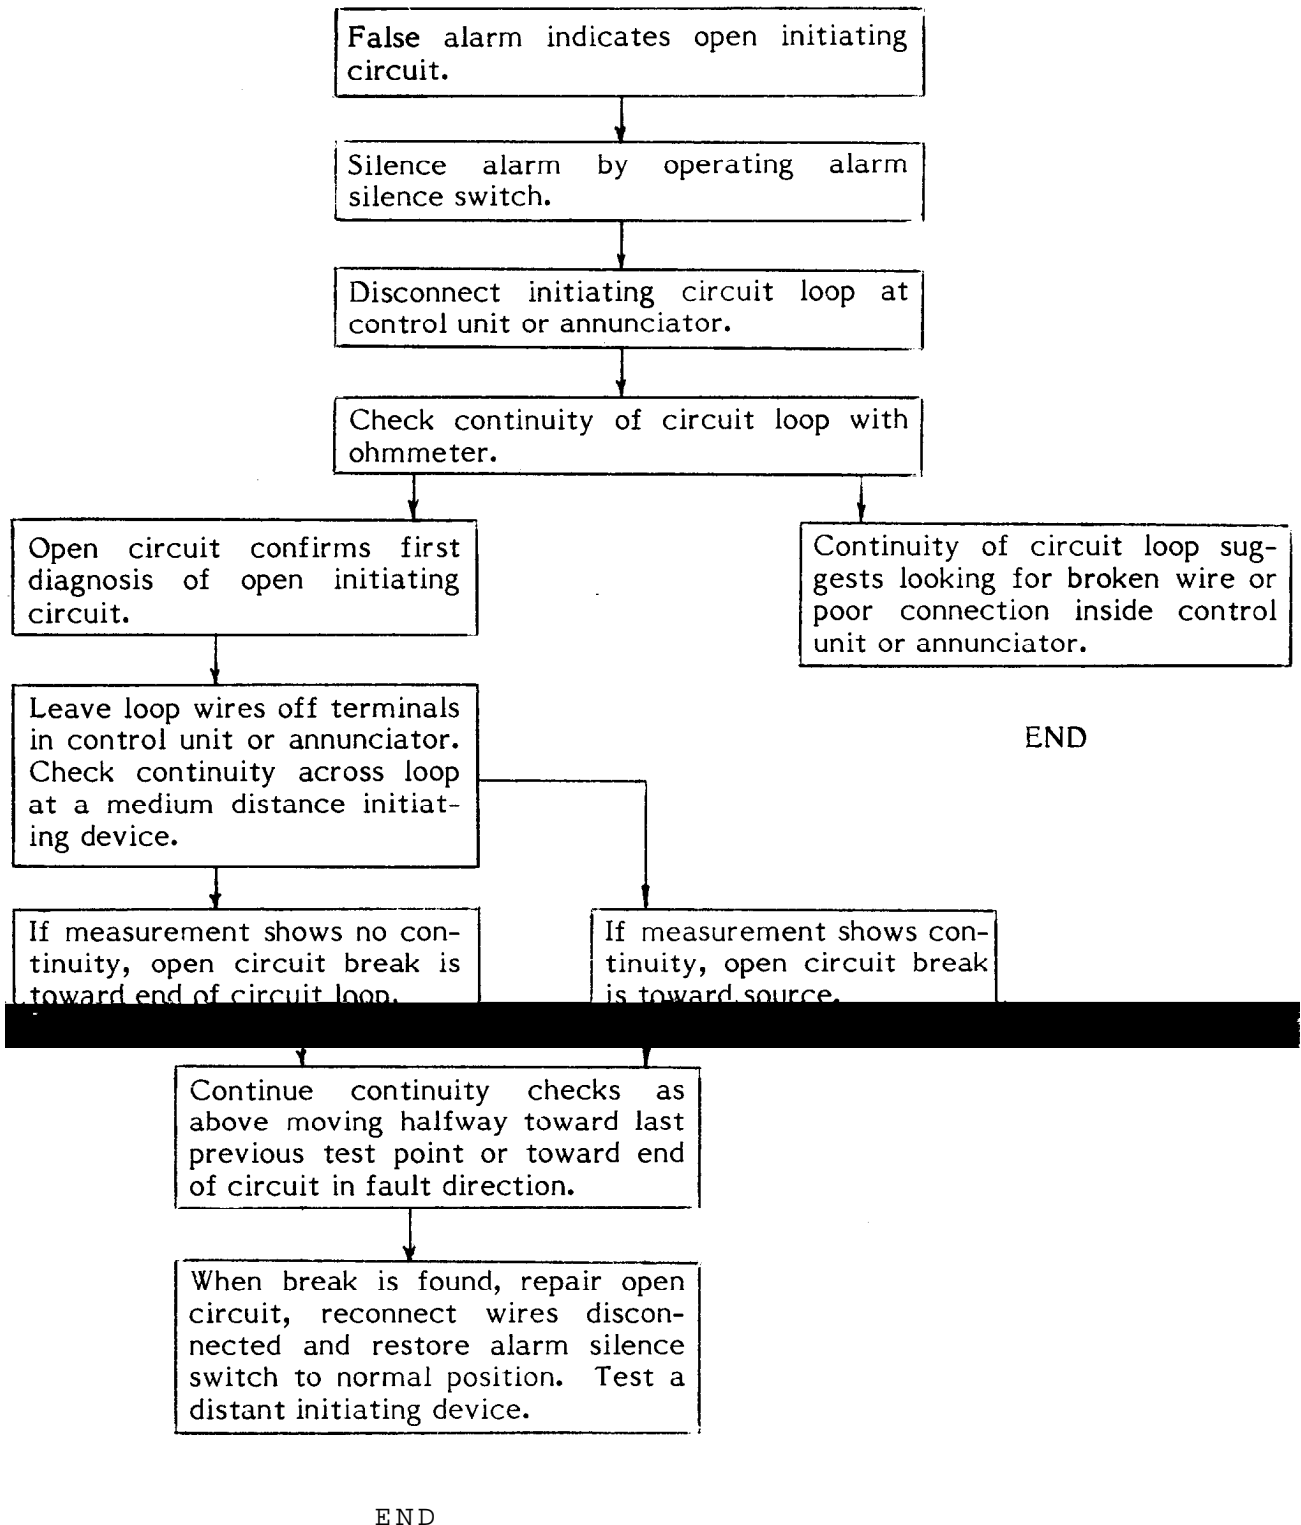 False alarm indicates open initiating
circuit.
Silence alarm by operating alarm
silence switch.
Disconnect initiating circuit loop at
control unit or annunciator.
Check continuity of circuit loop with
ohmmeter.
Open circuit confirms first
diagnosis of open initiating
circuit.
Continuity of circuit loop sug-
gests looking for broken wire or
poor connection inside control
unit or annunciator.
END
Leave loop wires off terminals
in control unit or annunciator.
Check continuity across loop
at a medium distance initiat-
ing device.
If measurement shows no con-
tinuity, open circuit break is
toward end of circuit loop.
If measurement shows con-
tinuity, open circuit break
is toward source.
Continue continuity checks as
above moving halfway toward last
previous test point or toward end
of circuit in fault direction.
When break is found, repair open
circuit, reconnect wires discon-
nected and restore alarm silence
switch to normal position. Test a
distant initiating device.
END